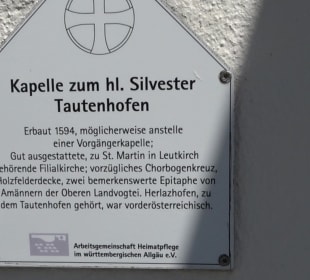 Kapelle zum hl. Silvester
Tautenhofen
Erbaut 1594, möglicherweise anstelle
einer Vorgängerkapelle;
Gut ausgestattete, zu St. Martin in Leutkirch
ehörende Filialkirche; vorzügliches Chorbogenkreuz,
Holzfelderdecke, zwei bemerkenswerte Epitaphe von
Amännern der Oberen Landvogtei. Herlazhofen, zu
dem Tautenhofen gehört, war vorderösterreichisch.
Arbeitsgemeinschaft Heimatpflege
im württembergischen Allgäu e.V.